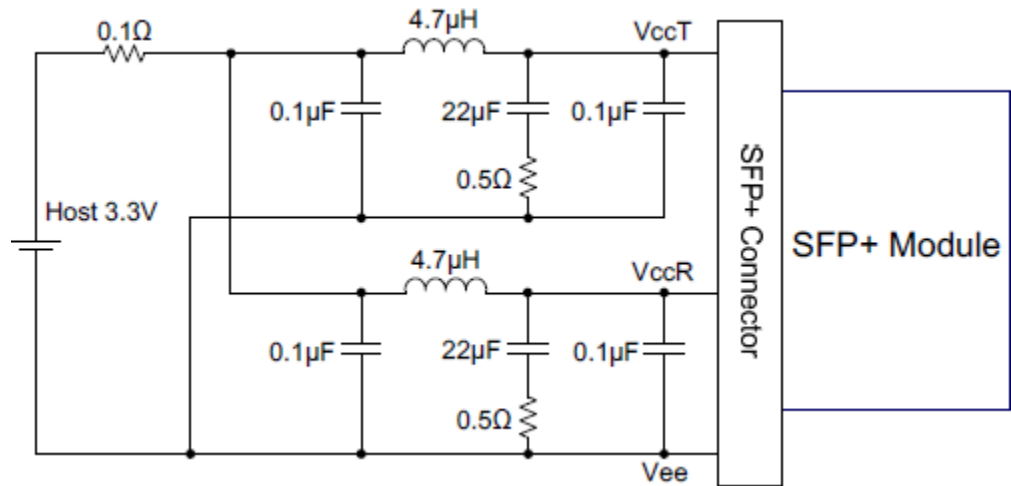 4.7µH
0.1Ω
VccT
0.1µF
22µF
0.1µF
0.5Ω
Host 3.3V
4.7µH
VccR
0.1µF
22µF
0.1µF
0.5Ω
Vee
SFP+ Connector
SFP+ Module